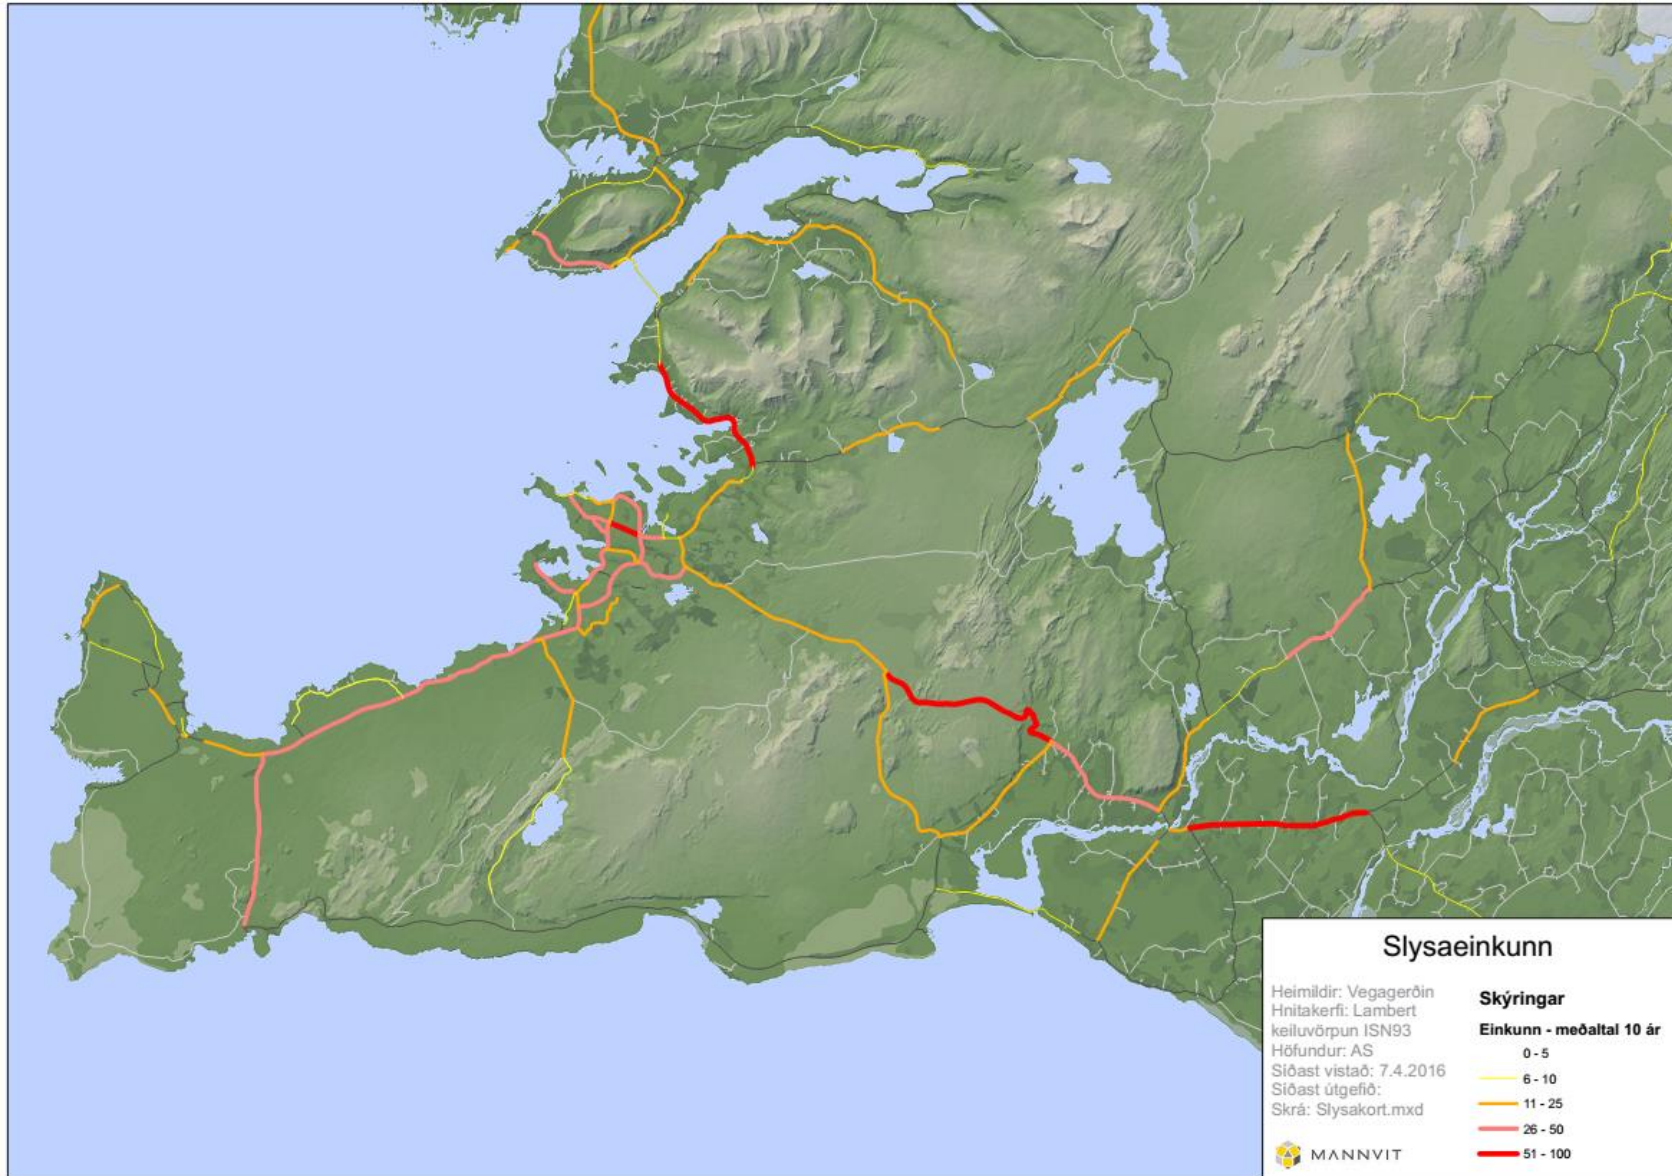 Slysaeinkunn
Heimildir: Vegagerðin
Hnitakerfi: Lambert
keiluvörpun ISN93
Höfundur: AS
Síðast vistað: 7.4.2016
Síðast útgefið:
Skrá: Slysakort.mxd
MANNVIT
Skýringar
Einkunn - meðaltal 10 ár
0 - 5
6 - 10
11 - 25
26 - 50
51 - 100